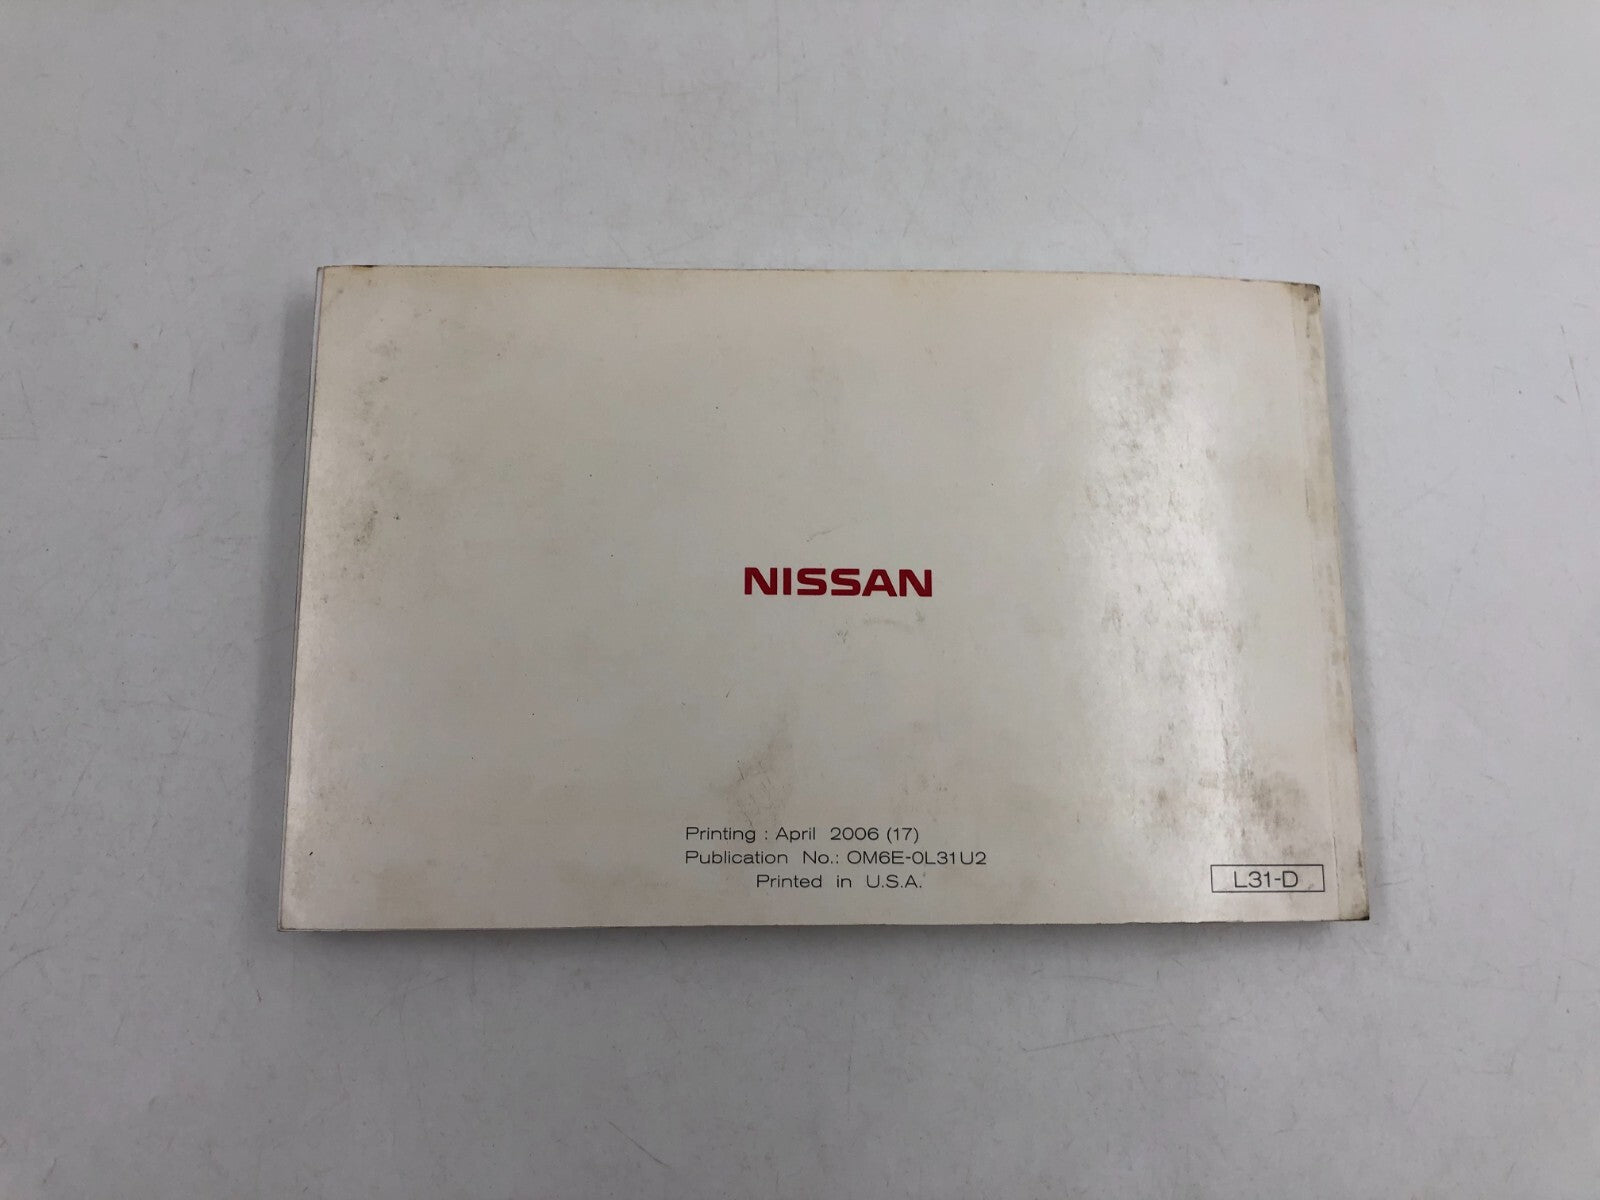 NISSAN
Printing : April 2006 (17)
Publication No.: OM6E-0L31U2
Printed in U.S.A.
L31-D